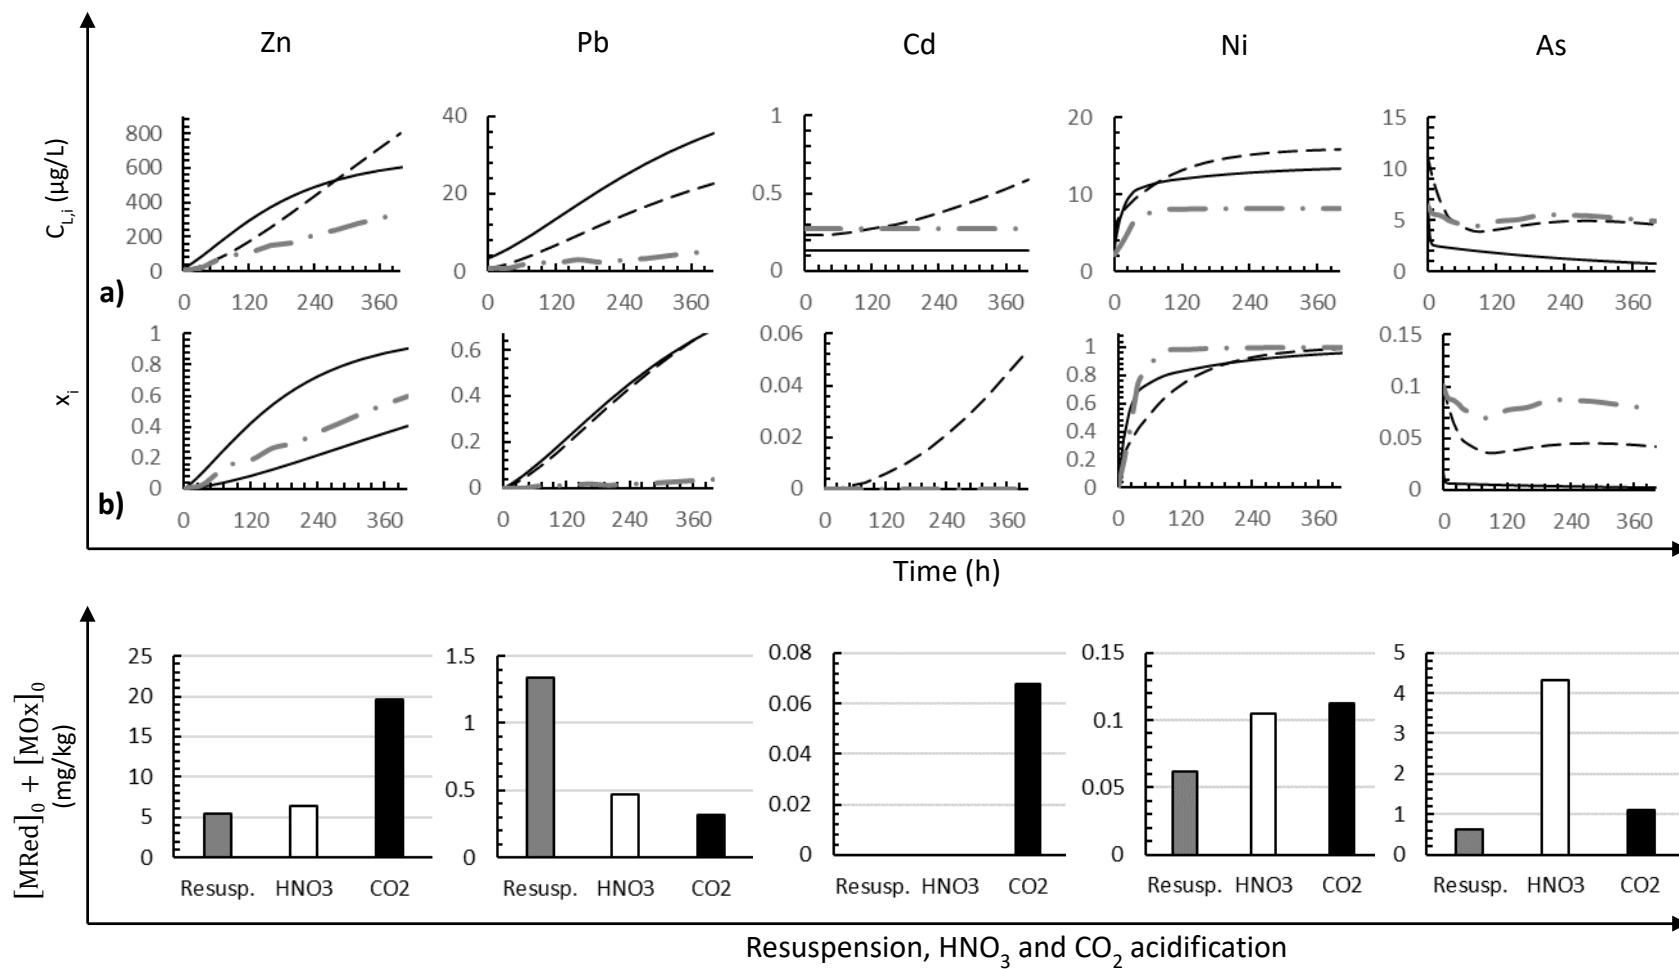 Zn Pb Cd Ni As
C_L,i (µg/L)
800 600 400 200 0
40 20 0
1 0.5 0
20 10 0
15 10 5 0
0 120 240 360
0 120 240 360
0 120 240 360
0 120 240 360
0 120 240 360
a)
x_i
1 0.8 0.6 0.4 0.2 0
0.6 0.4 0.2 0
0.06 0.04 0.02 0
1 0.8 0.6 0.4 0.2 0
0.15 0.1 0.05 0
0 120 240 360
0 120 240 360
0 120 240 360
0 120 240 360
0 120 240 360
b)
Time (h)
[MRed]₀ + [MOx]₀
(mg/kg)
25 20 15 10 5 0
1.5 1 0.5 0
0.08 0.06 0.04 0.02 0
0.15 0.1 0.05 0
5 4 3 2 1 0
Resusp. HNO3 CO2
Resusp. HNO3 CO2
Resusp. HNO3 CO2
Resusp. HNO3 CO2
Resusp. HNO3 CO2
Resuspension, HNO₃ and CO₂ acidification